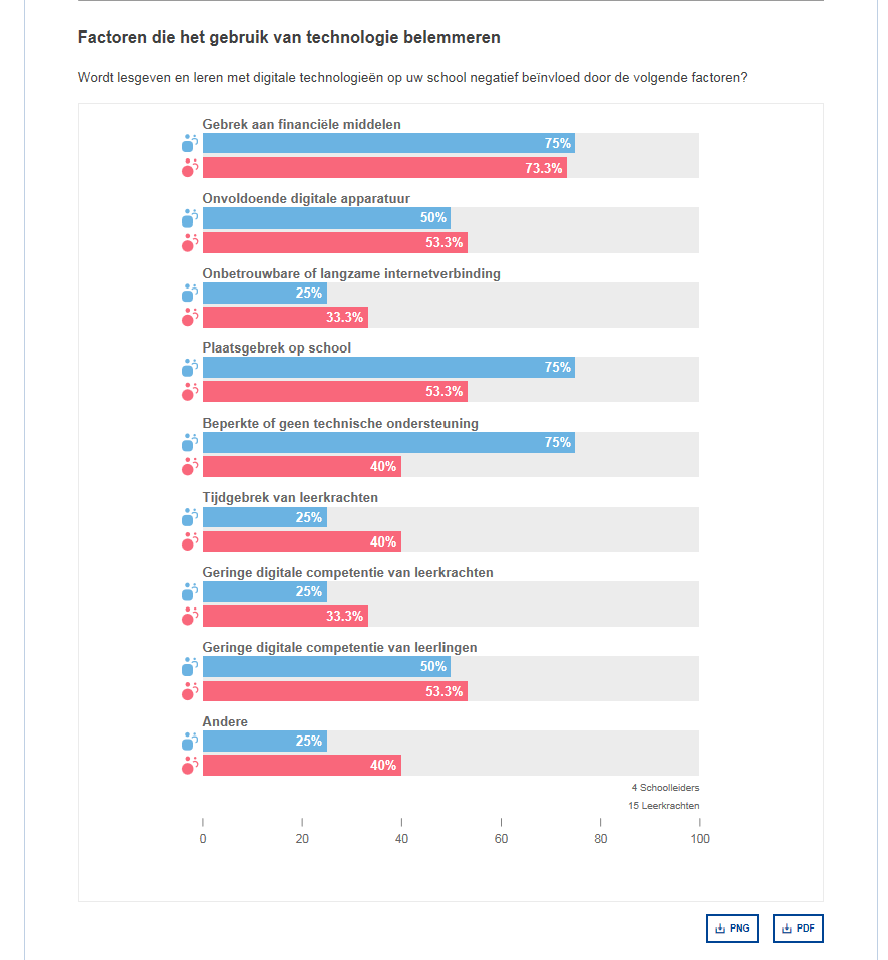 Factoren die het gebruik van technologie belemmeren
Wordt lesgeven en leren met digitale technologieën op uw school negatief beïnvloed door de volgende factoren?
Gebrek aan financiële middelen
75%
73.3%
Onvoldoende digitale apparatuur
50%
53.3%
Onbetrouwbare of langzame internetverbinding
25%
33.3%
Plaatsgebrek op school
75%
53.3%
Beperkte of geen technische ondersteuning
75%
40%
Tijdgebrek van leerkrachten
25%
40%
Geringe digitale competentie van leerkrachten
25%
33.3%
Geringe digitale competentie van leerlingen
50%
53.3%
Andere
25%
40%
4 Schoolleiders
15 Leerkrachten
0 20 40 60 80 100
PNG PDF